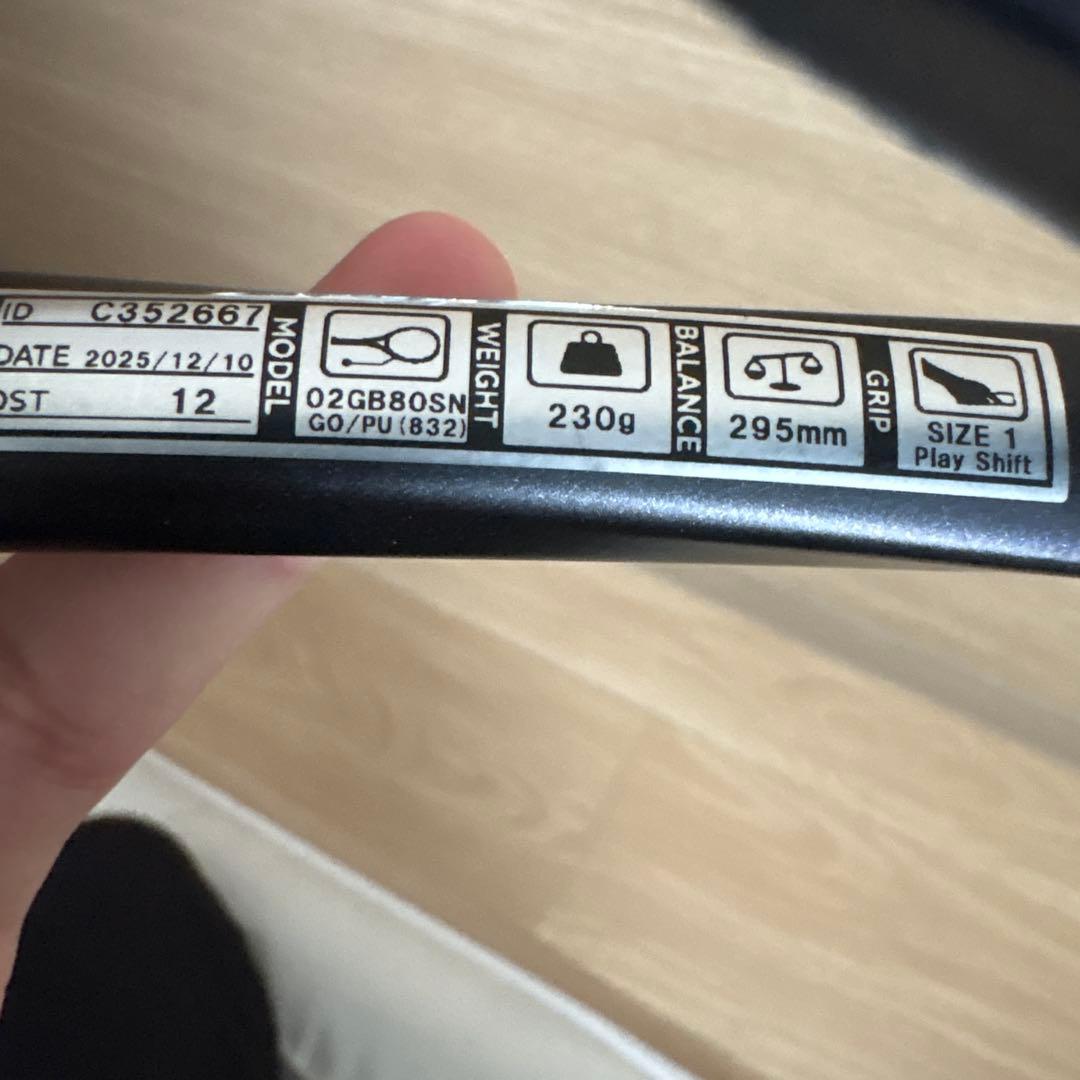 ID C352667
DATE 2025/12/10
OST 12
MODEL
02GB80SN
GO/PU(832)
WEIGHT
230g
BALANCE
295mm
GRIP
SIZE 1
Play Shift